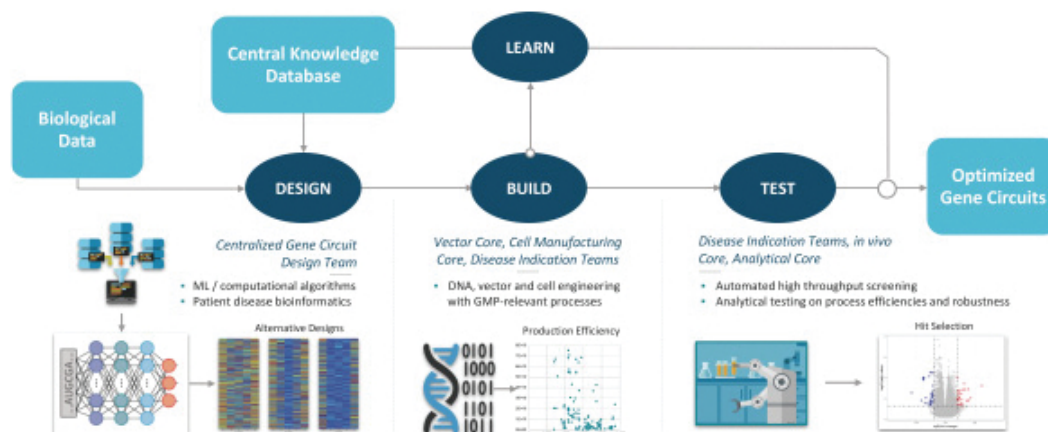 Central Knowledge
Database
LEARN
Biological
Data
DESIGN
BUILD
TEST
Optimized
Gene Circuits
Centralized Gene Circuit
Design Team
• ML / computational algorithms
• Patient disease bioinformatics
Vector Core, Cell Manufacturing
Core, Disease Indication Teams
• DNA, vector and cell engineering
with GMP-relevant processes
Disease Indication Teams, in vivo
Core, Analytical Core
• Automated high throughput screening
• Analytical testing on process efficiencies and robustness
Alternative Designs
...AUGCGA...
Production Efficiency
0101
1000
0101
1101
1011
Hit Selection